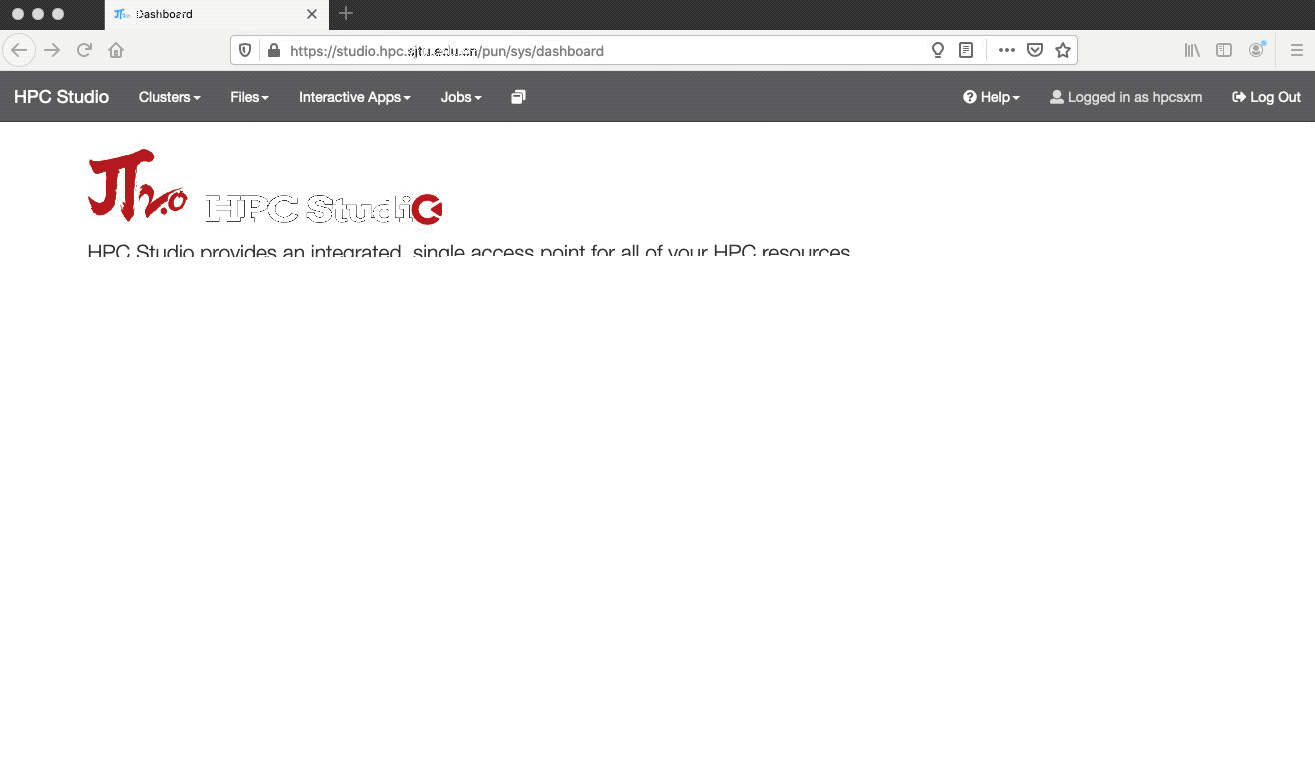 Dashboard
https://studio.hpc.sjtu.edu.cn/pun/sys/dashboard
HPC Studio Clusters Files Interactive Apps Jobs Help Logged in as hpcsxm Log Out
π2.0 HPC Studio
HPC Studio provides an integrated, single access point for all of your HPC resources